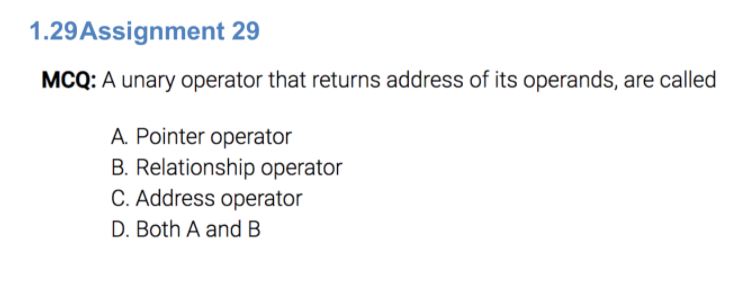 1.29Assignment 29
MCQ: A unary operator that returns address of its operands, are called
A. Pointer operator
B. Relationship operator
C. Address operator
D. Both A and B